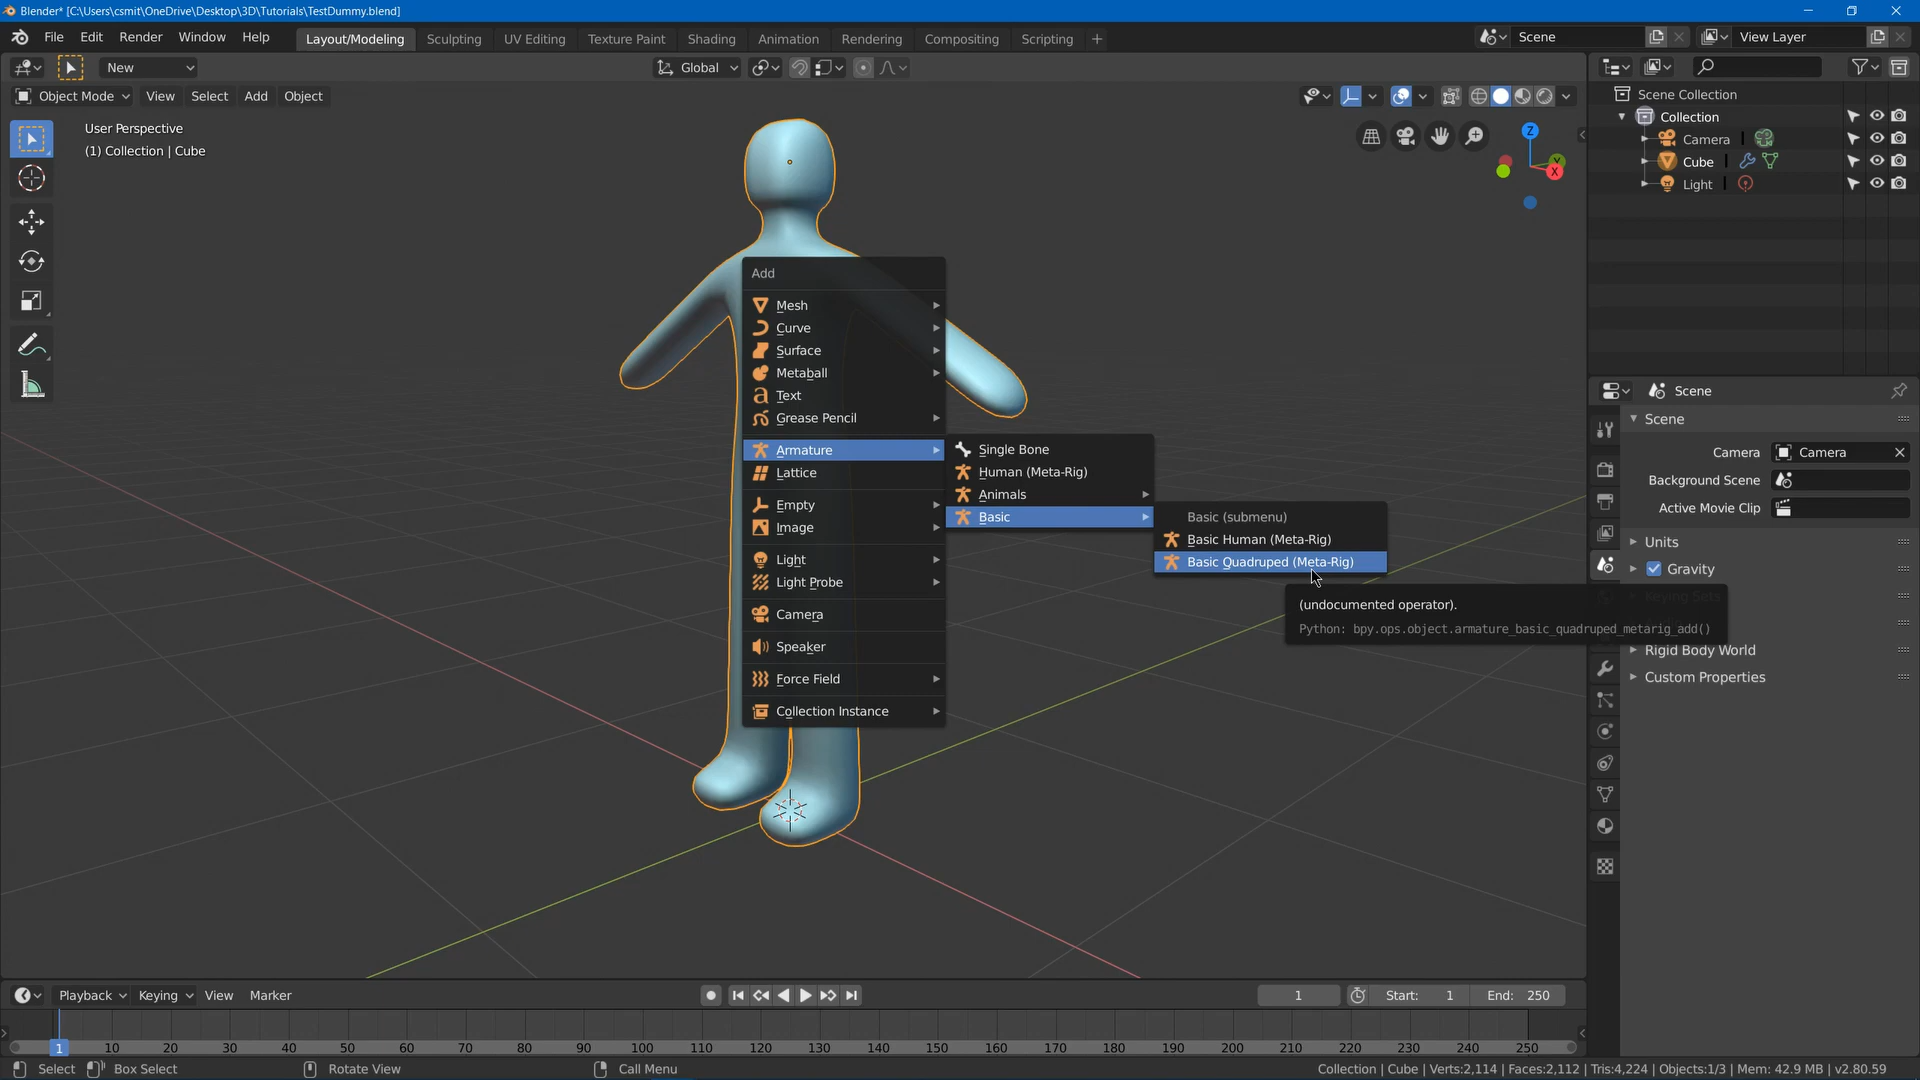 Blender* [C:\Users\csmit\OneDrive\Desktop\3D\Tutorials\TestDummy.blend]
File Edit Render Window Help Layout/Modeling Sculpting UV Editing Texture Paint Shading Animation Rendering Compositing Scripting + Scene View Layer
New Global
Object Mode View Select Add Object
User Perspective
(1) Collection | Cube
Z
Y
X
Scene Collection
Collection
Camera
Cube
Light
Add
Mesh
Curve
Surface
Metaball
Text
Grease Pencil
Armature
Lattice
Empty
Image
Light
Light Probe
Camera
Speaker
Force Field
Collection Instance
Single Bone
Human (Meta-Rig)
Animals
Basic
Basic (submenu)
Basic Human (Meta-Rig)
Basic Quadruped (Meta-Rig)
(undocumented operator).
Python: bpy.ops.object.armature_basic_quadruped_metarig_add()
Scene
Scene
Camera Camera
Background Scene
Active Movie Clip
Units
Gravity
Keying Sets
Rigid Body World
Custom Properties
Playback Keying View Marker 1 Start: 1 End: 250
1 10 20 30 40 50 60 70 80 90 100 110 120 130 140 150 160 170 180 190 200 210 220 230 240 250
Select Box Select Rotate View Call Menu Collection | Cube | Verts:2,114 | Faces:2,112 | Tris:4,224 | Objects:1/3 | Mem: 42.9 MB | v2.80.59